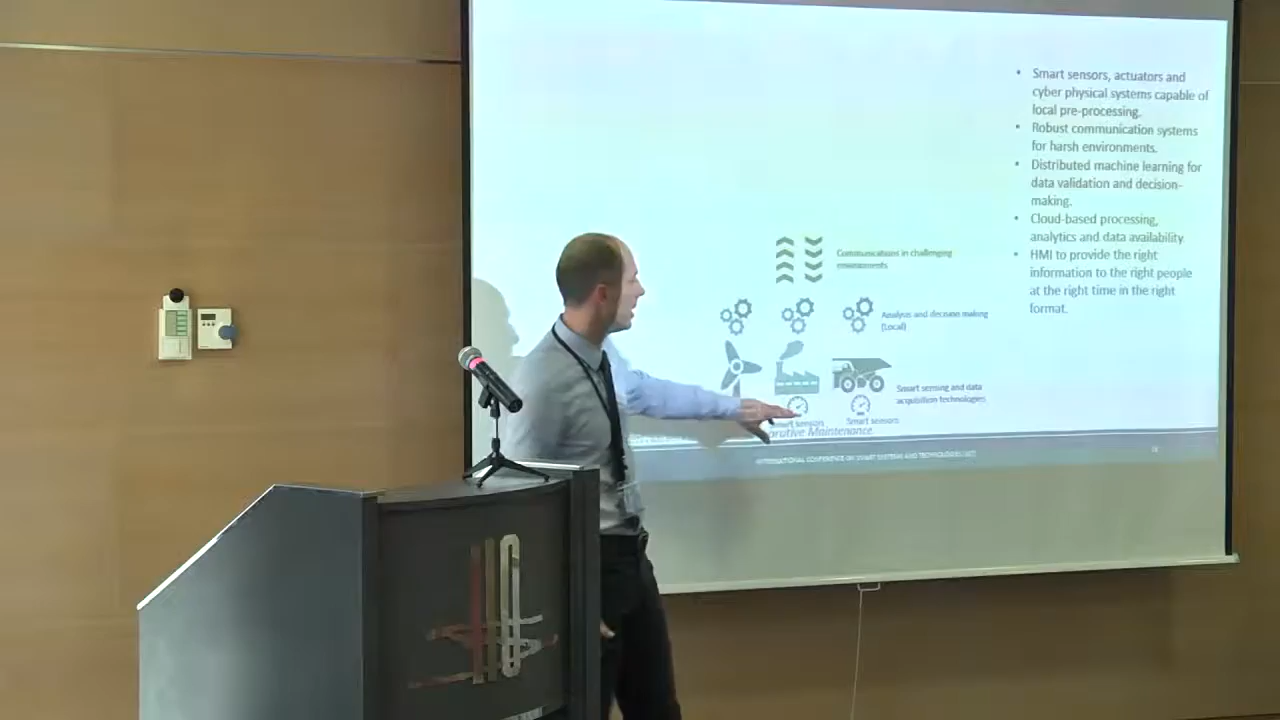 • Smart sensors, actuators and
cyber physical systems capable of
local pre-processing.
• Robust communication systems
for harsh environments.
• Distributed machine learning for
data validation and decision-
making.
• Cloud-based processing,
analytics and data availability
• HMI to provide the right
information to the right people
at the right time in the right
format.
Communications in challenging
environments
Analysis and decision making
(Local)
Smart sensing and data
acquisition technologies
sensors
Smart sensors
Maintenance.
INTERNATIONAL CONFERENCE ON SMART SYSTEMS AND TECHNOLOGIES